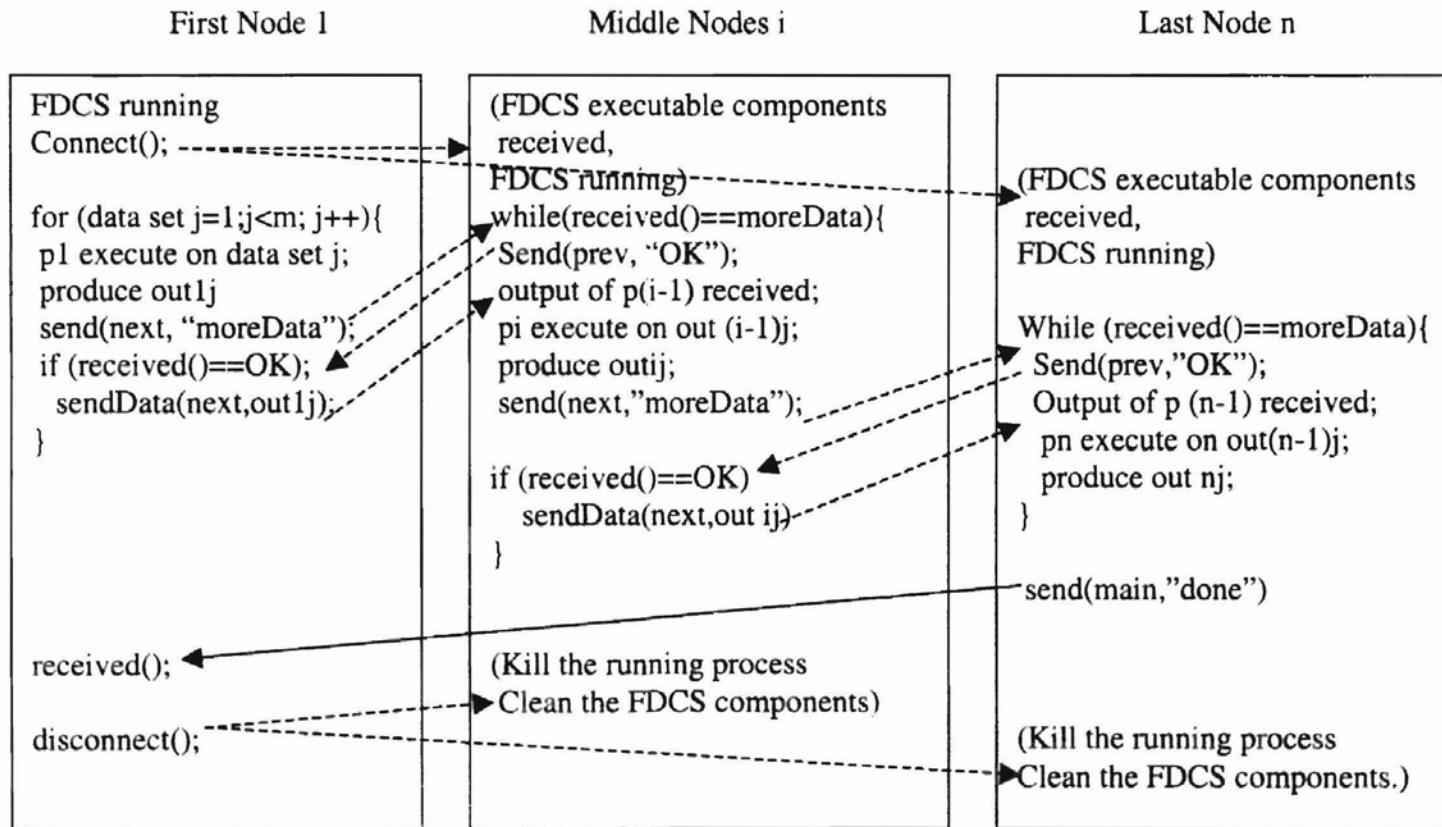 First Node 1
Middle Nodes i
Last Node n
FDCS running
Connect();
for (data set j=1;j<m; j++){
p1 execute on data set j;
produce out1j
send(next, “moreData”);
if (received()==OK);
sendData(next,out1j);
}
received();
disconnect();
(FDCS executable components
received,
FDCS running)
while(received()==moreData){
Send(prev, “OK”);
output of p(i-1) received;
pi execute on out (i-1)j;
produce outij;
send(next,”moreData”);
if (received()==OK)
sendData(next,out ij)
}
(Kill the running process
Clean the FDCS components)
(FDCS executable components
received,
FDCS running)
While (received()==moreData){
Send(prev,”OK”);
Output of p (n-1) received;
pn execute on out(n-1)j;
produce out nj;
}
send(main,”done”)
(Kill the running process
Clean the FDCS components.)